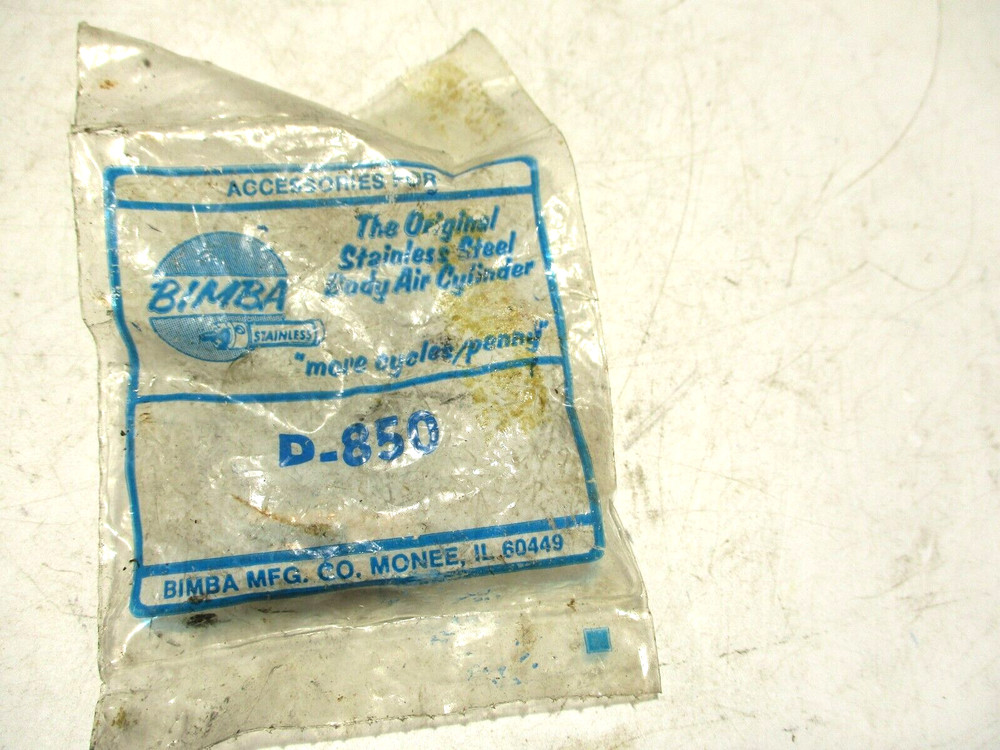 ACCESSORIES FOR
The Original
Stainless Steel
Body Air Cylinder
BIMBA
STAINLESS
"more cycles/penny"
D-850
BIMBA MFG. CO. MONEE, IL 60449